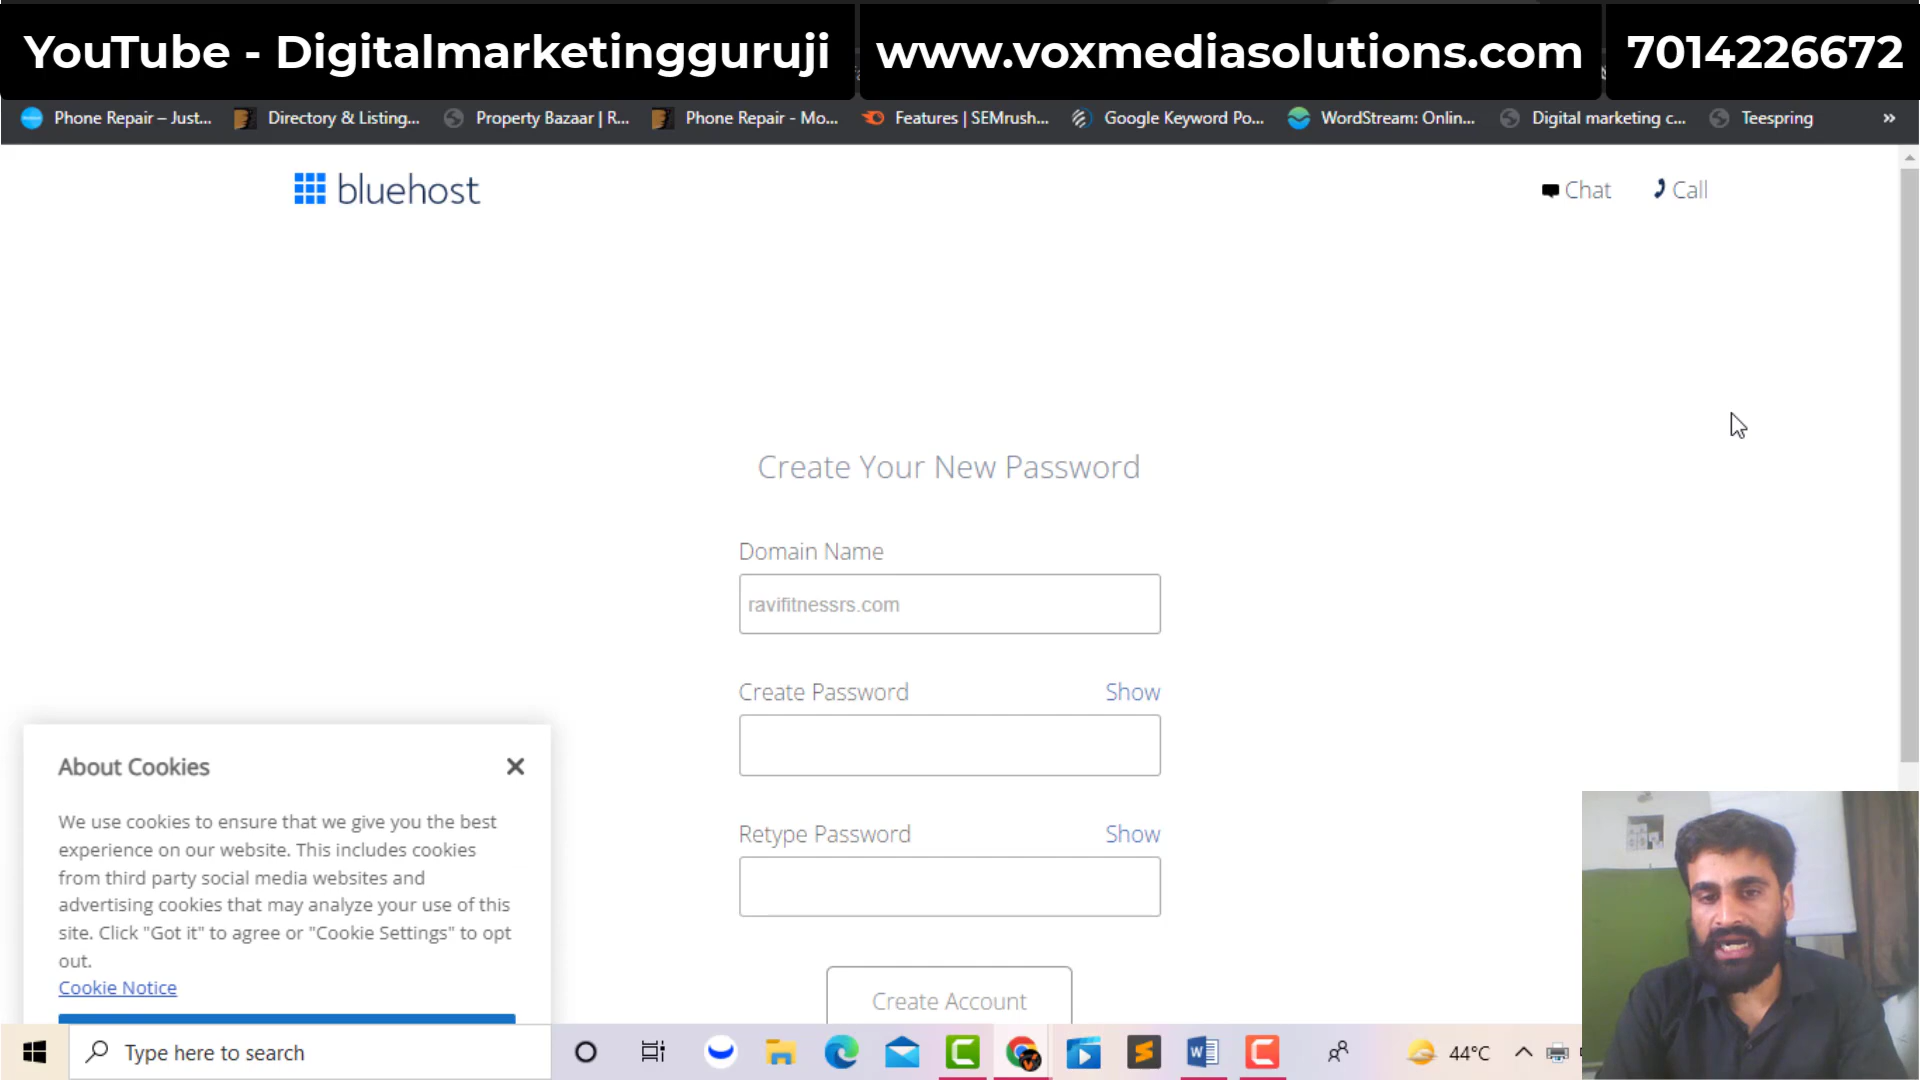 YouTube - Digitalmarketingguruji
www.voxmediasolutions.com
7014226672
Phone Repair – Just...
Directory & Listing...
Property Bazaar | R...
Phone Repair - Mo...
Features | SEMrush...
Google Keyword Po...
WordStream: Onlin...
Digital marketing c...
Teespring
»
bluehost
Chat
Call
Create Your New Password
Domain Name
ravifitnessrs.com
Create Password
Show
Retype Password
Show
Create Account
About Cookies
We use cookies to ensure that we give you the best
experience on our website. This includes cookies
from third party social media websites and
advertising cookies that may analyze your use of this
site. Click "Got it" to agree or "Cookie Settings" to opt
out.
Cookie Notice
Type here to search
44°C